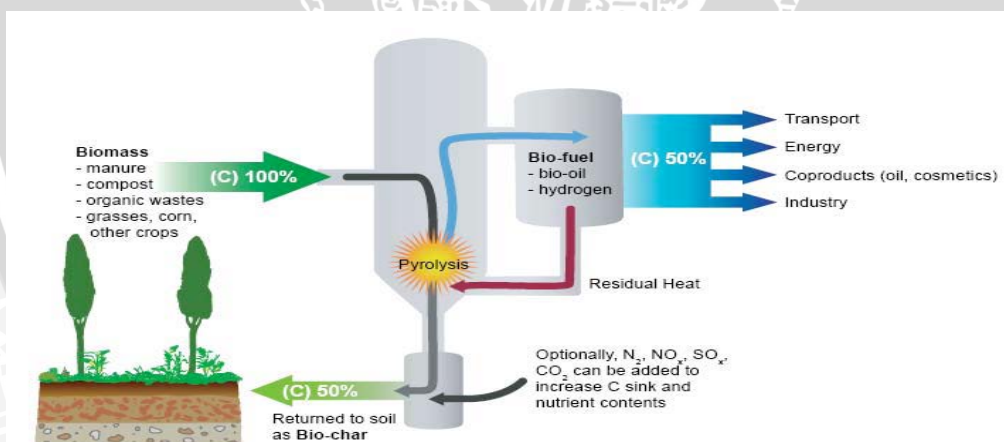 Biomass
- manure
- compost
- organic wastes
- grasses, corn,
other crops
(C) 100%
Pyrolysis
Bio-fuel
- bio-oil
- hydrogen
(C) 50%
Transport
Energy
Coproducts (oil, cosmetics)
Industry
Residual Heat
Optionally, N₂, NOₓ, SOₓ,
CO₂ can be added to
increase C sink and
nutrient contents
(C) 50%
Returned to soil
as Bio-char